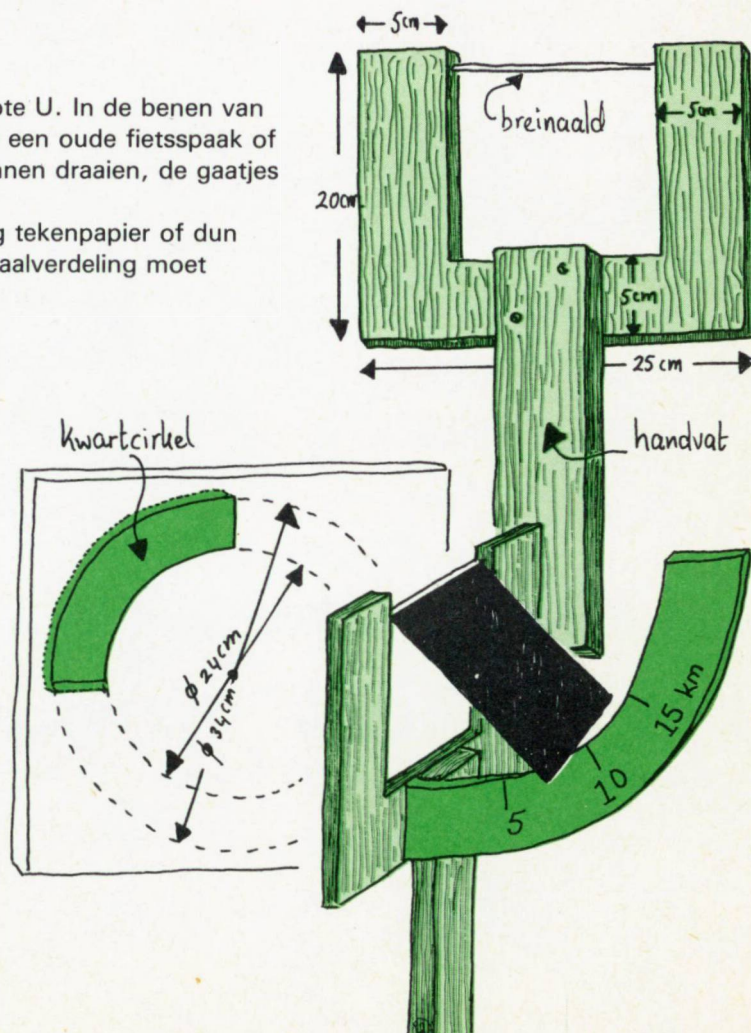 ote U. In de benen van
een oude fietsspaak of
nnen draaien, de gaatjes
g tekenpapier of dun
aalverdeling moet
5cm
breinaald
5cm
20cm
5cm
25 cm
kwartcirkel
handvat
ϕ 24cm
ϕ 34cm
5
10
15 km